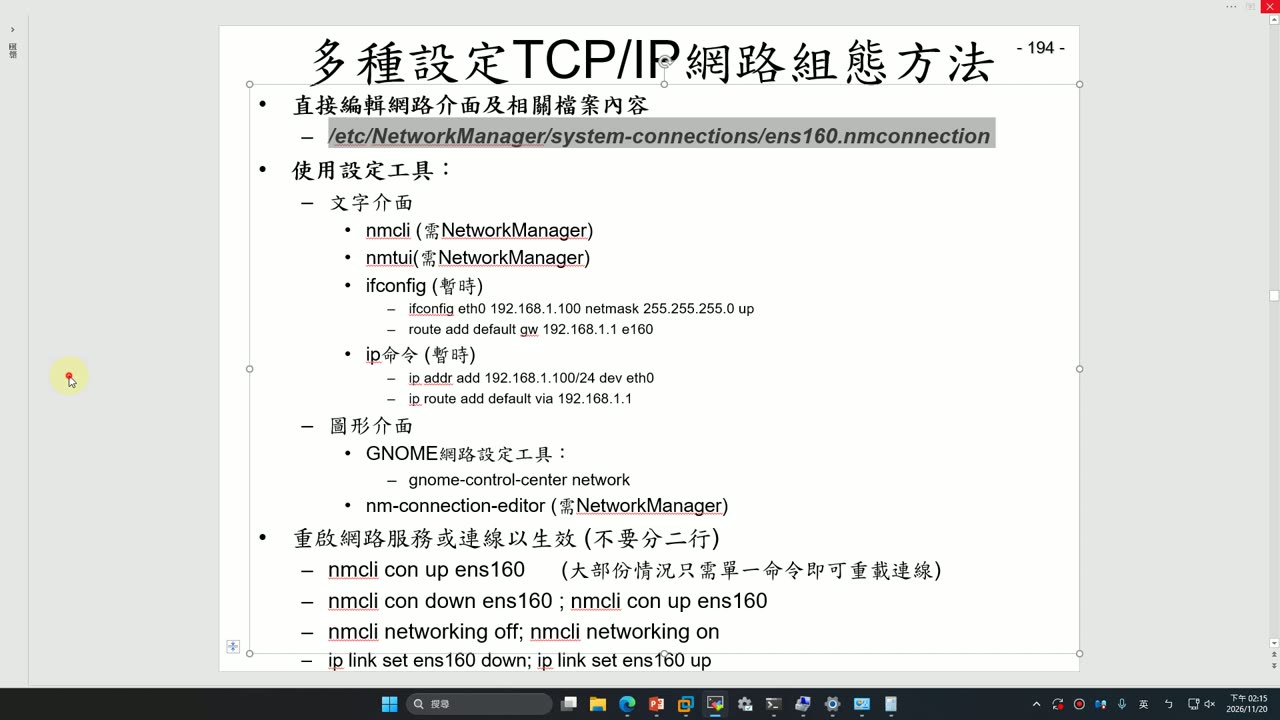 多種設定TCP/IP網路組態方法
- 194 -
• 直接編輯網路介面及相關檔案內容
– /etc/NetworkManager/system-connections/ens160.nmconnection
• 使用設定工具：
– 文字介面
• nmcli (需NetworkManager)
• nmtui(需NetworkManager)
• ifconfig (暫時)
– ifconfig eth0 192.168.1.100 netmask 255.255.255.0 up
– route add default gw 192.168.1.1 e160
• ip命令 (暫時)
– ip addr add 192.168.1.100/24 dev eth0
– ip route add default via 192.168.1.1
– 圖形介面
• GNOME網路設定工具：
– gnome-control-center network
• nm-connection-editor (需NetworkManager)
• 重啟網路服務或連線以生效 (不要分二行)
– nmcli con up ens160 (大部份情況只需單一命令即可重載連線)
– nmcli con down ens160 ; nmcli con up ens160
– nmcli networking off; nmcli networking on
– ip link set ens160 down; ip link set ens160 up
搜尋
英
下午 02:15
2026/11/20